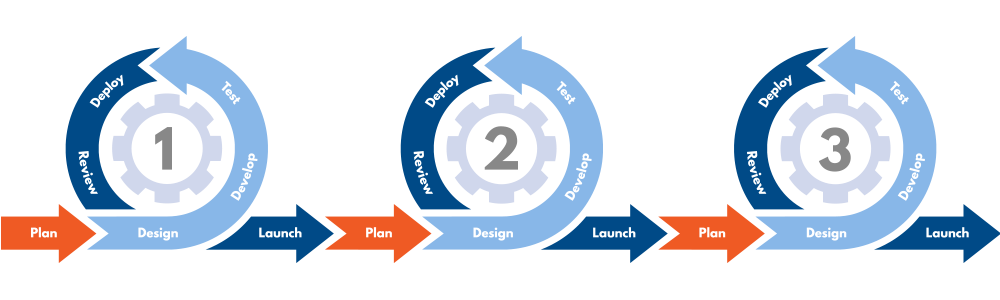 Plan
Design
Develop
Test
Deploy
Review
1
Launch
Plan
Design
Develop
Test
Deploy
Review
2
Launch
Plan
Design
Develop
Test
Deploy
Review
3
Launch